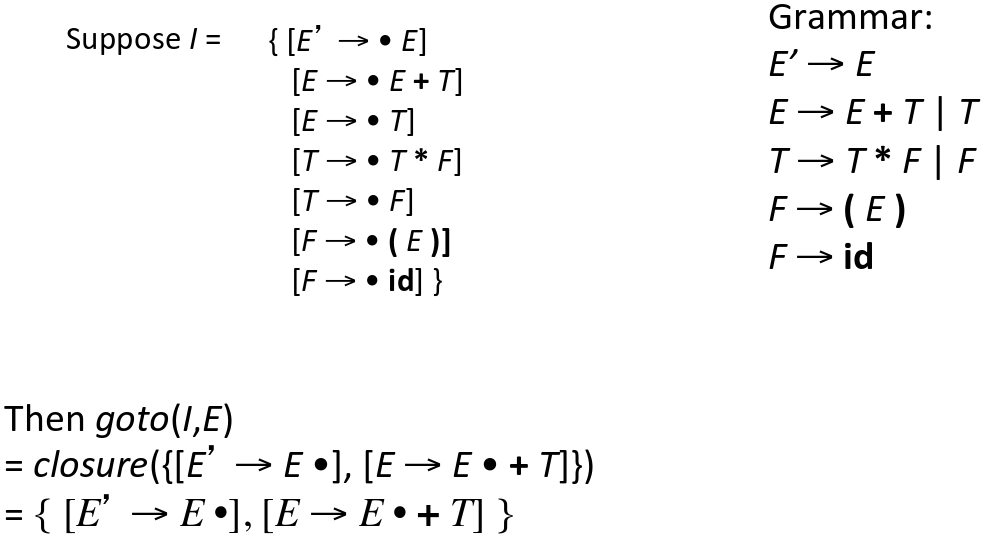 Suppose I = { [E’ → • E]
[E → • E + T]
[E → • T]
[T → • T * F]
[T → • F]
[F → • ( E )]
[F → • id] }
Grammar:
E’ → E
E → E + T | T
T → T * F | F
F → ( E )
F → id
Then goto(I,E)
= closure({[E’ → E •], [E → E • + T]})
= { [E’ → E •], [E → E • + T] }